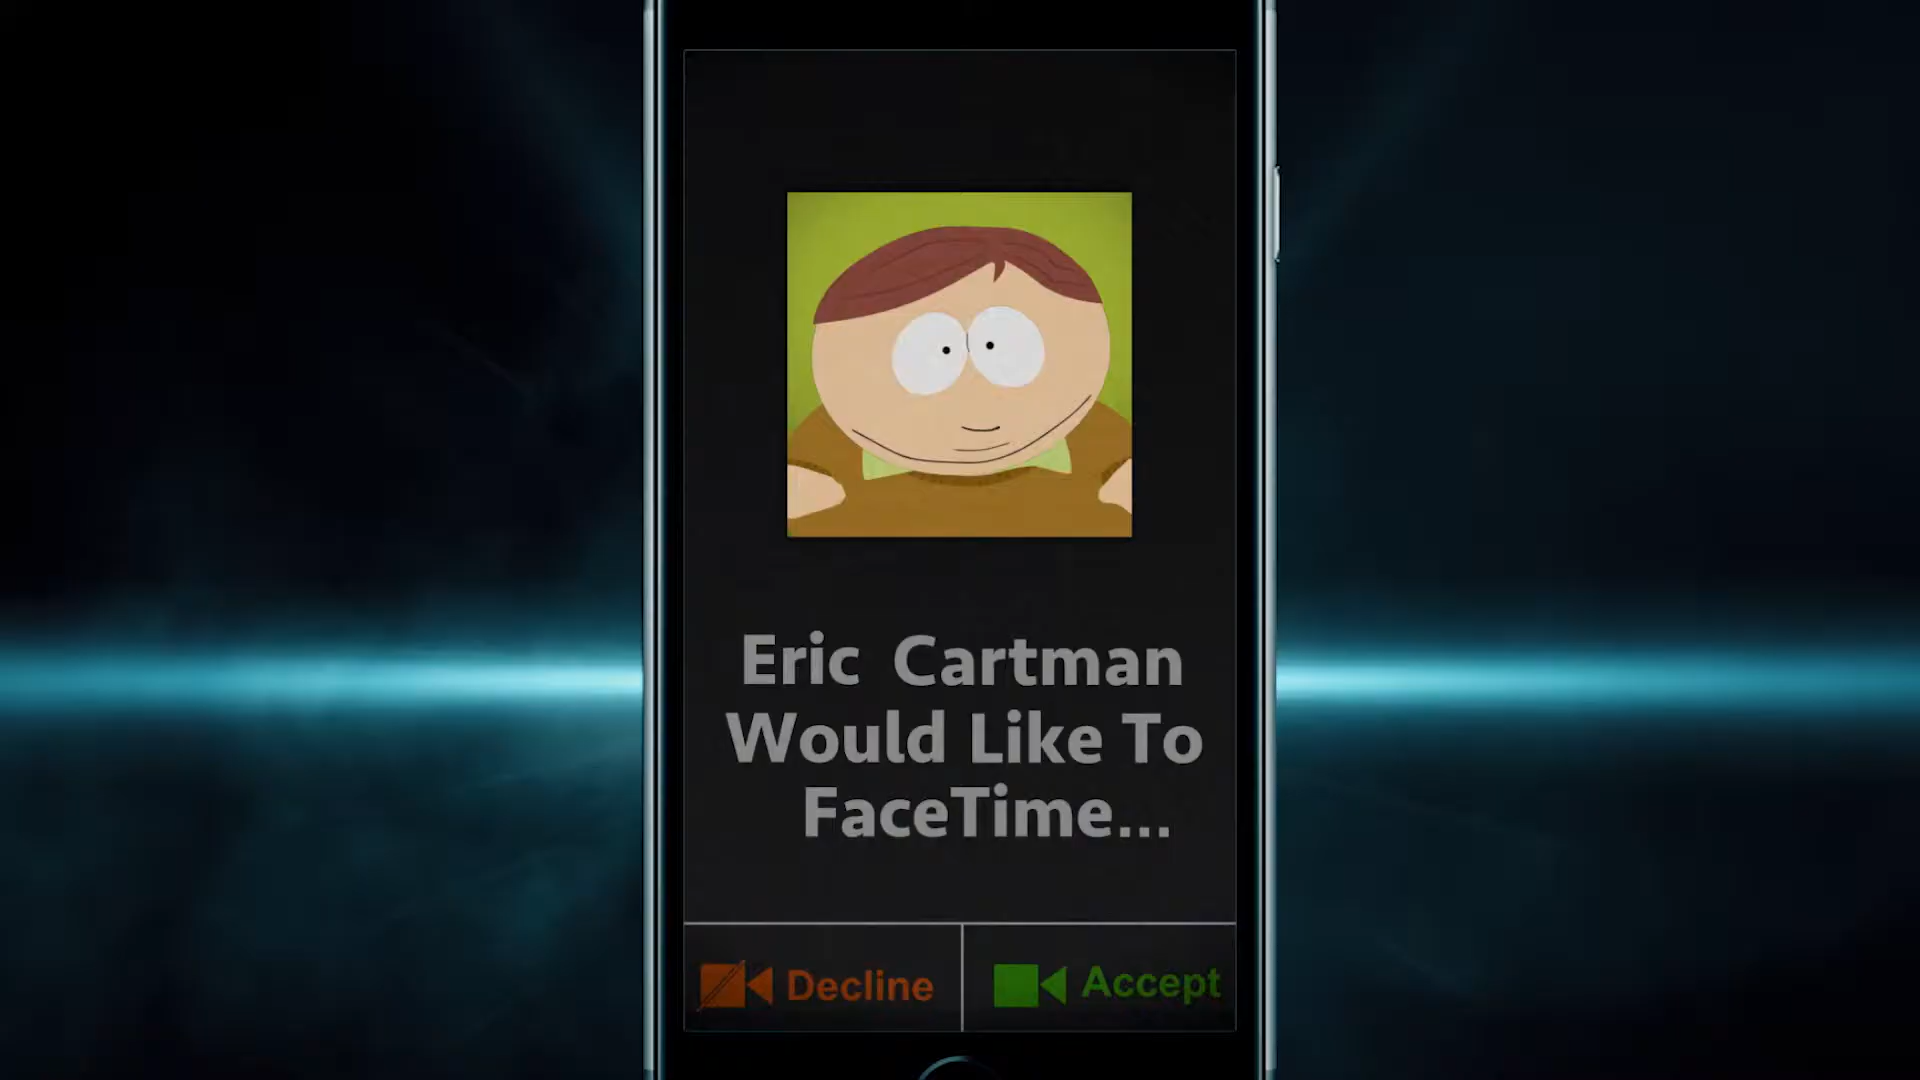 Eric Cartman
Would Like To
FaceTime...
Decline
Accept